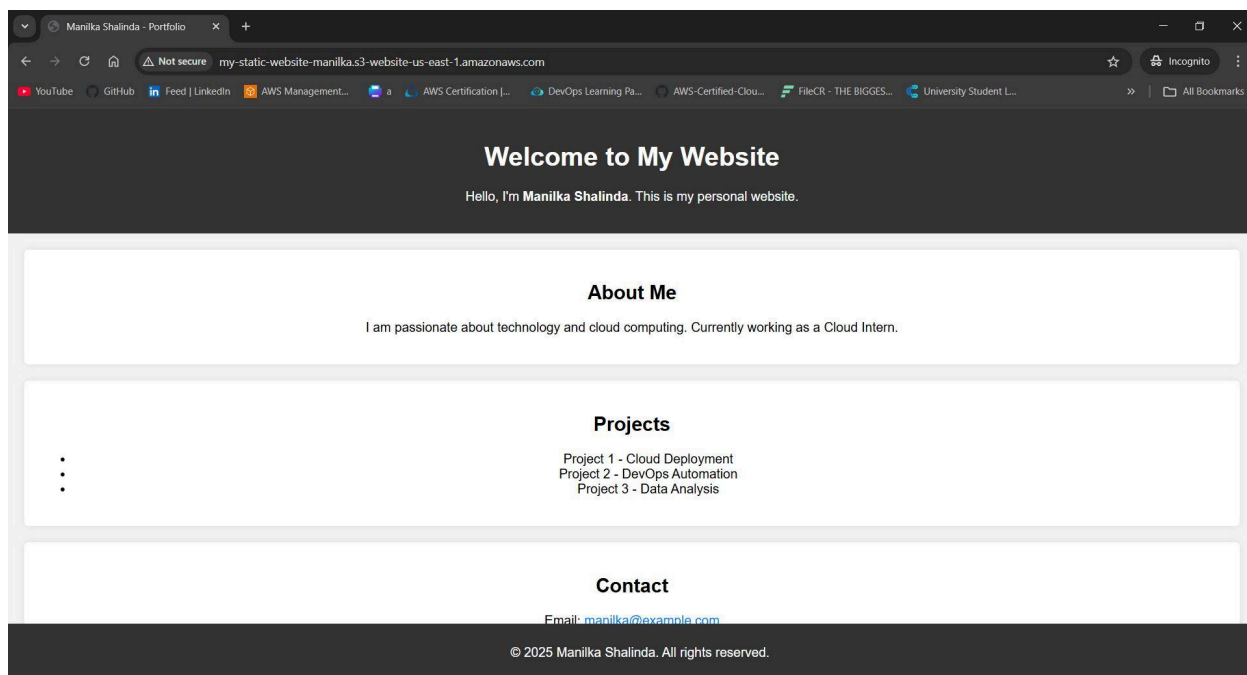 Manilka Shalinda - Portfolio
Not secure my-static-website-manilka.s3-website-us-east-1.amazonaws.com Incognito
YouTube GitHub Feed | LinkedIn AWS Management... a AWS Certification |... DevOps Learning Pa... AWS-Certified-Clou... FileCR - THE BIGGES... University Student L... » All Bookmarks
Welcome to My Website
Hello, I'm Manilka Shalinda. This is my personal website.
About Me
I am passionate about technology and cloud computing. Currently working as a Cloud Intern.
Projects
• Project 1 - Cloud Deployment
• Project 2 - DevOps Automation
• Project 3 - Data Analysis
Contact
Email: manilka@example.com
© 2025 Manilka Shalinda. All rights reserved.